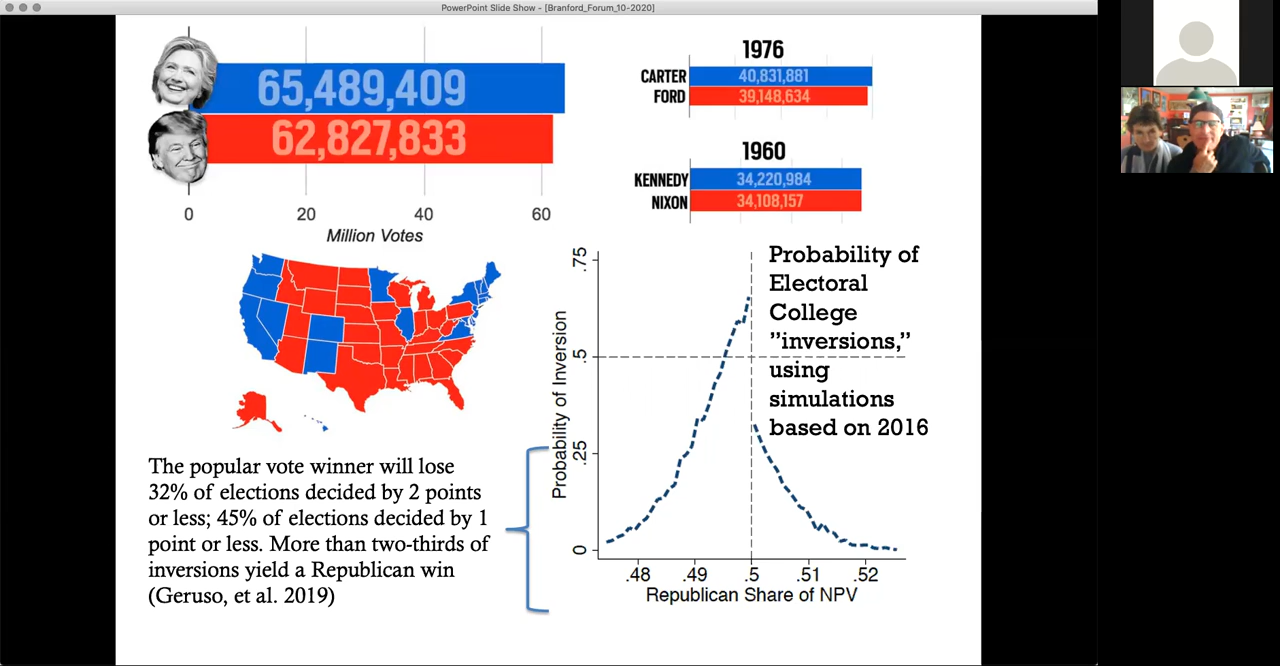 PowerPoint Slide Show - [Branford_Forum_10-2020]
65,489,409
62,827,833
0 20 40 60
Million Votes
1976
CARTER 40,831,881
FORD 39,148,634
1960
KENNEDY 34,220,984
NIXON 34,108,157
The popular vote winner will lose
32% of elections decided by 2 points
or less; 45% of elections decided by 1
point or less. More than two-thirds of
inversions yield a Republican win
(Geruso, et al. 2019)
Probability of Inversion
.75
.5
.25
0
.48 .49 .5 .51 .52
Republican Share of NPV
Probability of
Electoral
College
”inversions,”
using
simulations
based on 2016